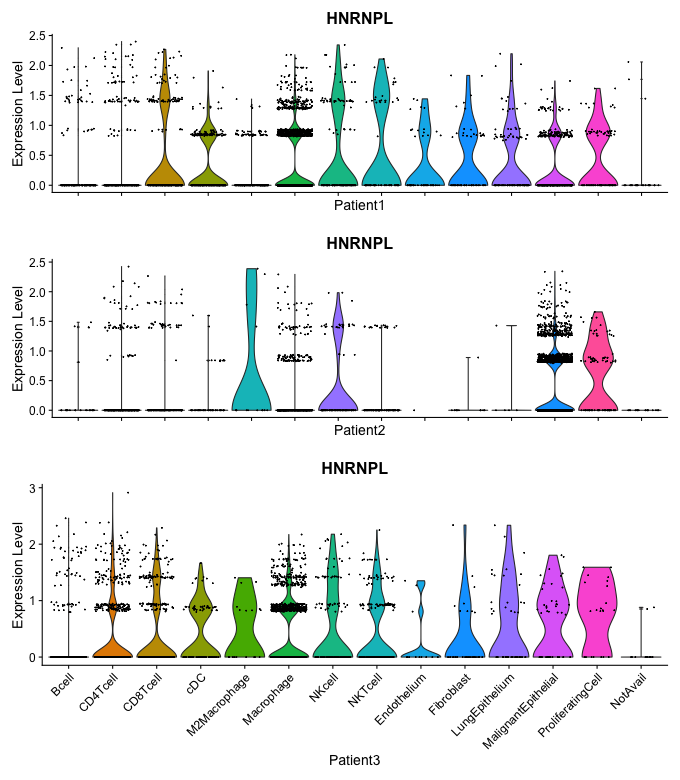 HNRNPL
Expression Level
2.5
2.0
1.5
1.0
0.5
0.0
Patient1
HNRNPL
Expression Level
2.5
2.0
1.5
1.0
0.5
0.0
Patient2
HNRNPL
Expression Level
3
2
1
0
Bcell
CD4Tcell
CD8Tcell
cDC
M2Macrophage
Macrophage
NKcell
NKTcell
Endothelium
Fibroblast
LungEpithelium
MalignantEpithelial
ProliferatingCell
NotAvail
Patient3